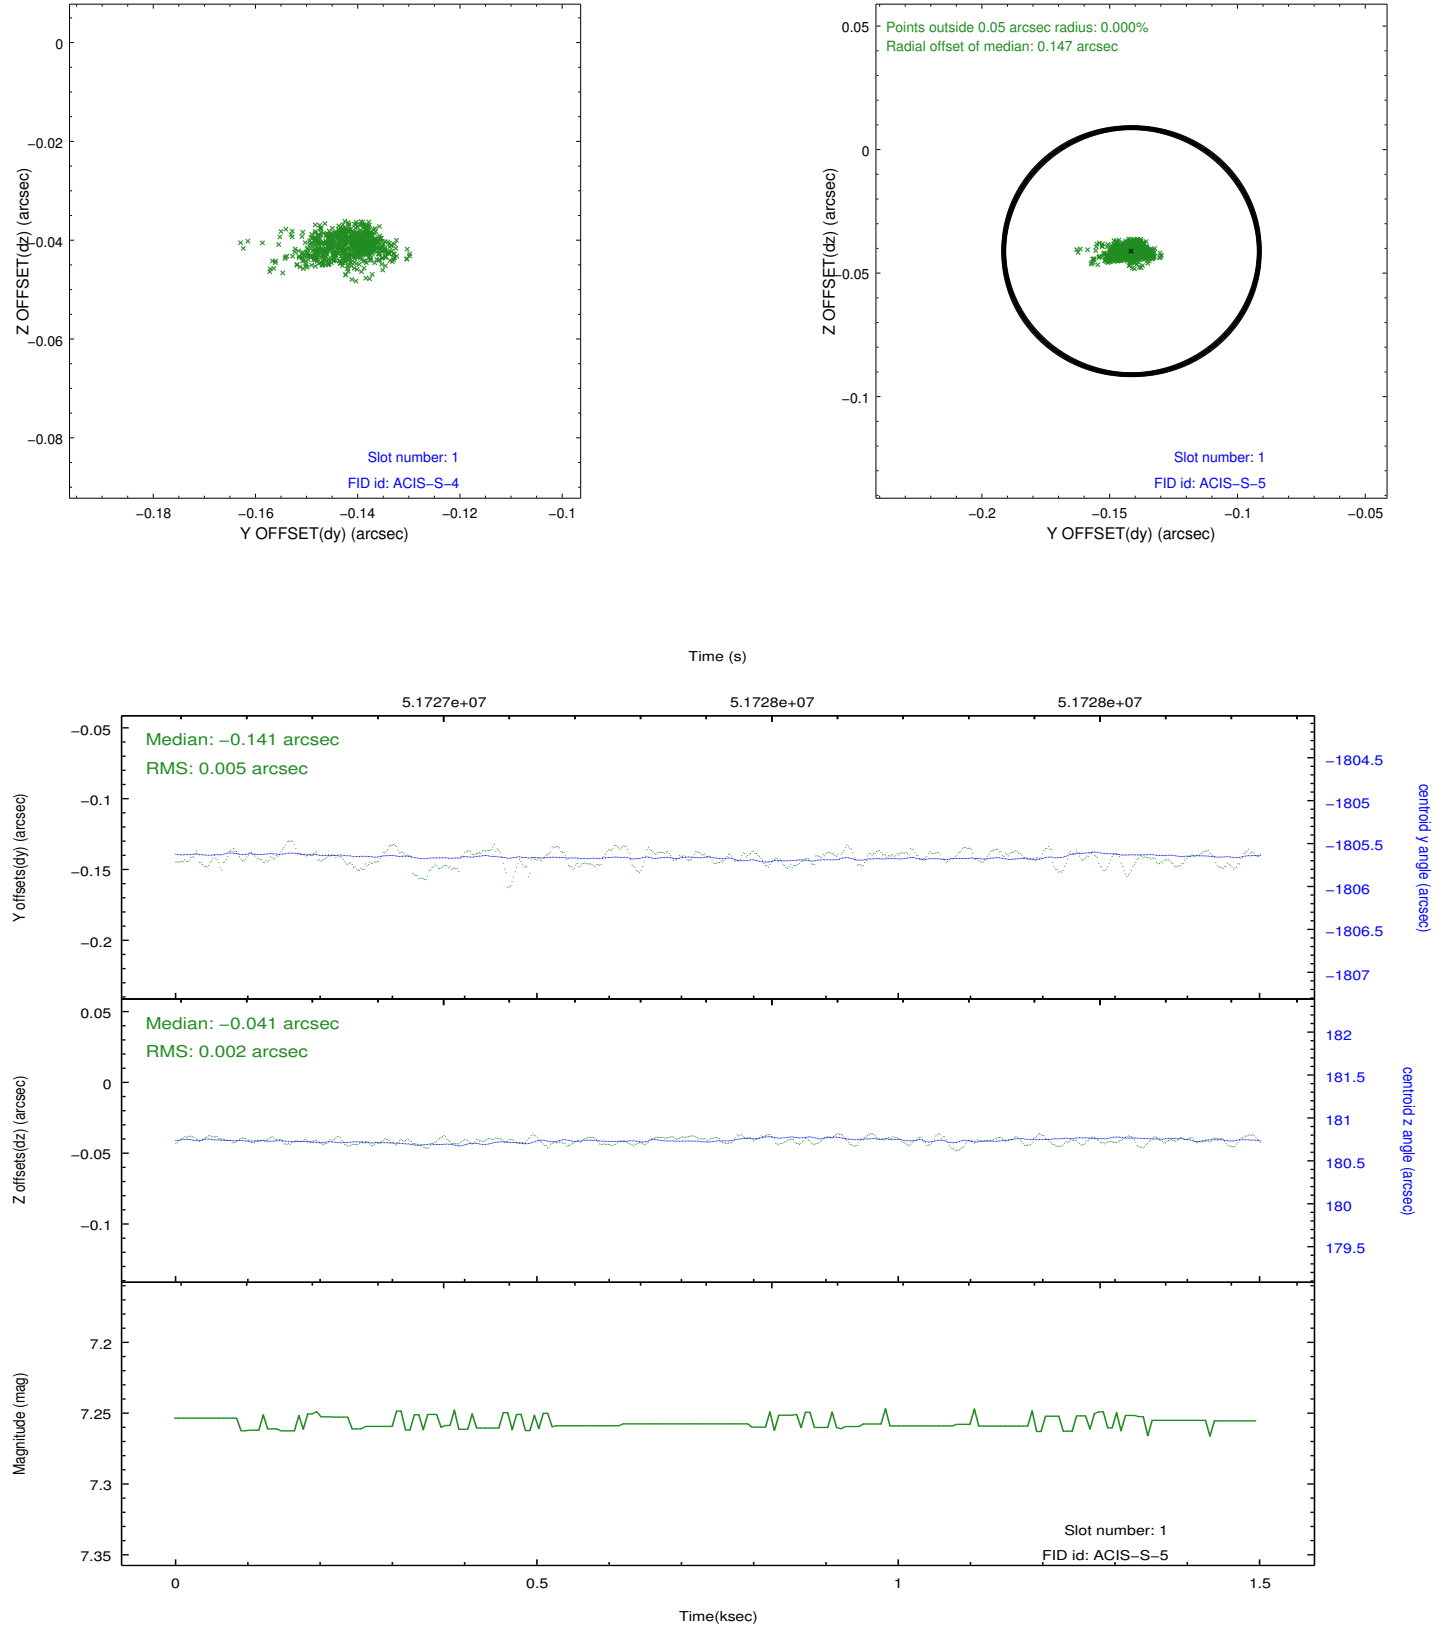 0
−0.02
−0.04
−0.06
−0.08
Z OFFSET(dz) (arcsec)
Slot number: 1
FID id: ACIS−S−4
−0.18
−0.16
−0.14
−0.12
−0.1
Y OFFSET(dy) (arcsec)
Points outside 0.05 arcsec radius: 0.000%
Radial offset of median: 0.147 arcsec
0.05
0
−0.05
−0.1
Z OFFSET(dz) (arcsec)
Slot number: 1
FID id: ACIS−S−5
−0.2
−0.15
−0.1
−0.05
Y OFFSET(dy) (arcsec)
Time (s)
5.1727e+07
5.1728e+07
5.1728e+07
Median: −0.141 arcsec
RMS: 0.005 arcsec
−0.05
−0.1
−0.15
−0.2
Y offsets(dy) (arcsec)
−1804.5
−1805
−1805.5
−1806
−1806.5
−1807
centroid y angle (arcsec)
Median: −0.041 arcsec
RMS: 0.002 arcsec
0.05
0
−0.05
−0.1
Z offsets(dz) (arcsec)
182
181.5
181
180.5
180
179.5
centroid z angle (arcsec)
7.2
7.25
7.3
7.35
Magnitude (mag)
Slot number: 1
FID id: ACIS−S−5
0
0.5
1
1.5
Time(ksec)